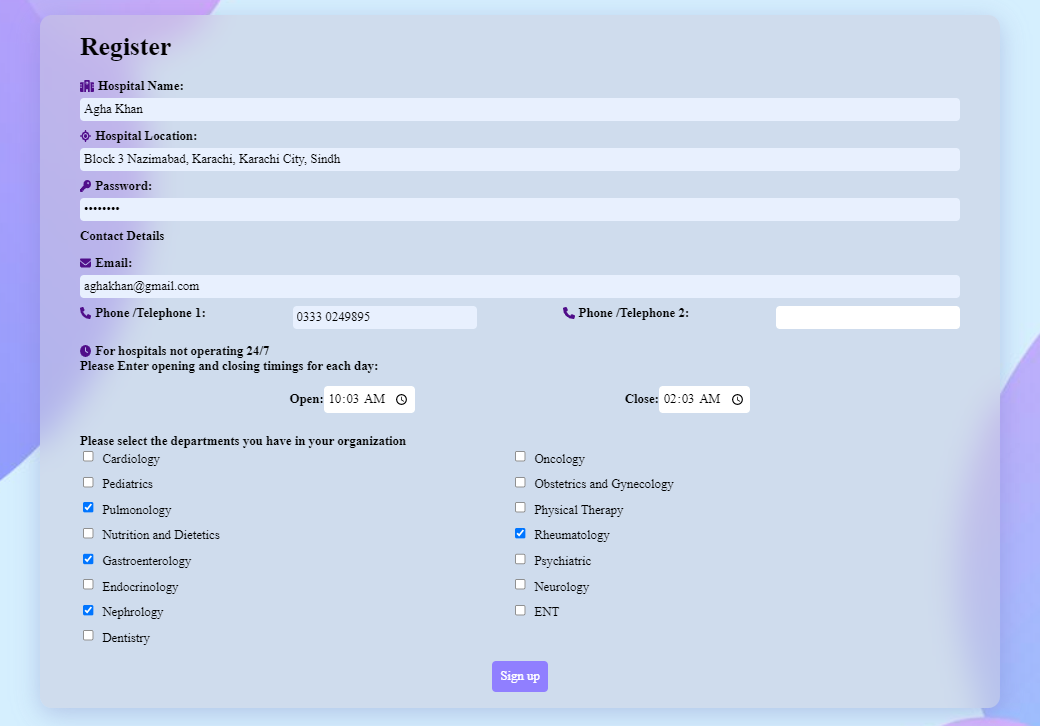 Register
Hospital Name:
Agha Khan
Hospital Location:
Block 3 Nazimabad, Karachi, Karachi City, Sindh
Password:
••••••••
Contact Details
Email:
aghakhan@gmail.com
Phone /Telephone 1: 0333 0249895 Phone /Telephone 2:
For hospitals not operating 24/7
Please Enter opening and closing timings for each day:
Open: 10:03 AM Close: 02:03 AM
Please select the departments you have in your organization
Cardiology Oncology
Pediatrics Obstetrics and Gynecology
Pulmonology Physical Therapy
Nutrition and Dietetics Rheumatology
Gastroenterology Psychiatric
Endocrinology Neurology
Nephrology ENT
Dentistry
Sign up